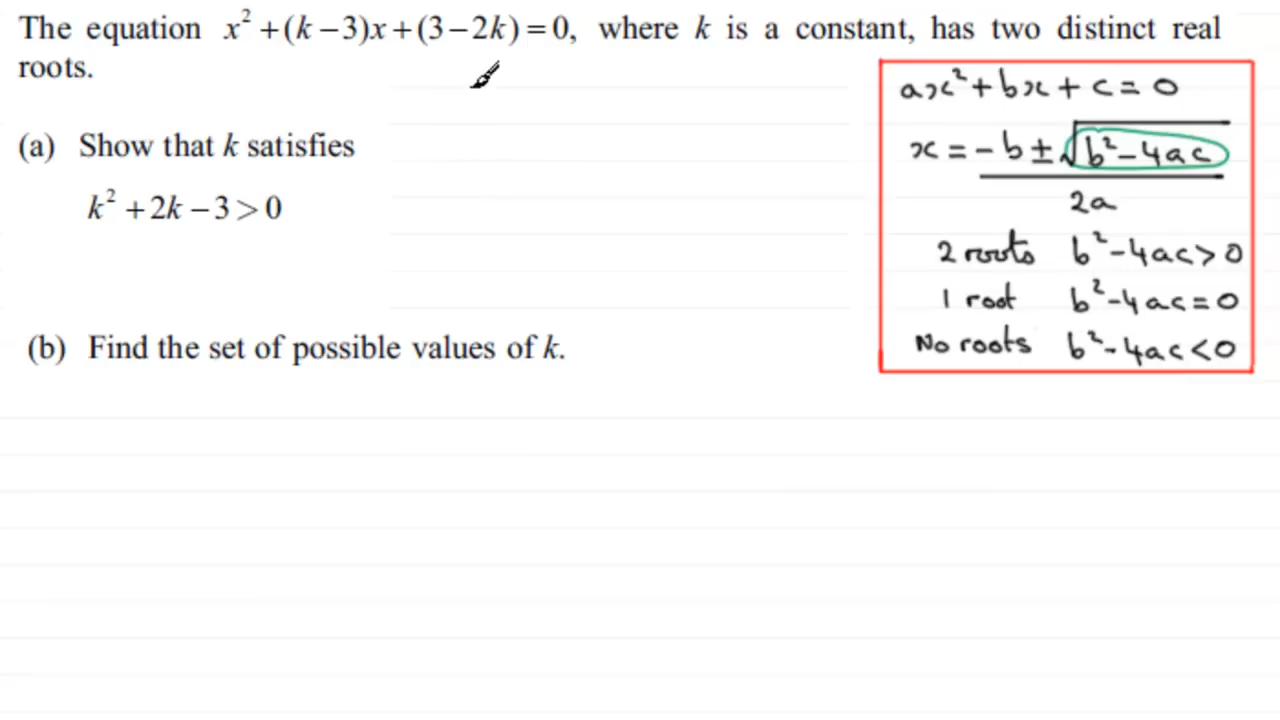 The equation x² + (k − 3)x + (3 − 2k) = 0, where k is a constant, has two distinct real
roots.
(a) Show that k satisfies
k² + 2k − 3 > 0
(b) Find the set of possible values of k.
ax² + bx + c = 0
x = −b ± √b² − 4ac
2a
2 roots b² − 4ac > 0
1 root b² − 4ac = 0
No roots b² − 4ac < 0